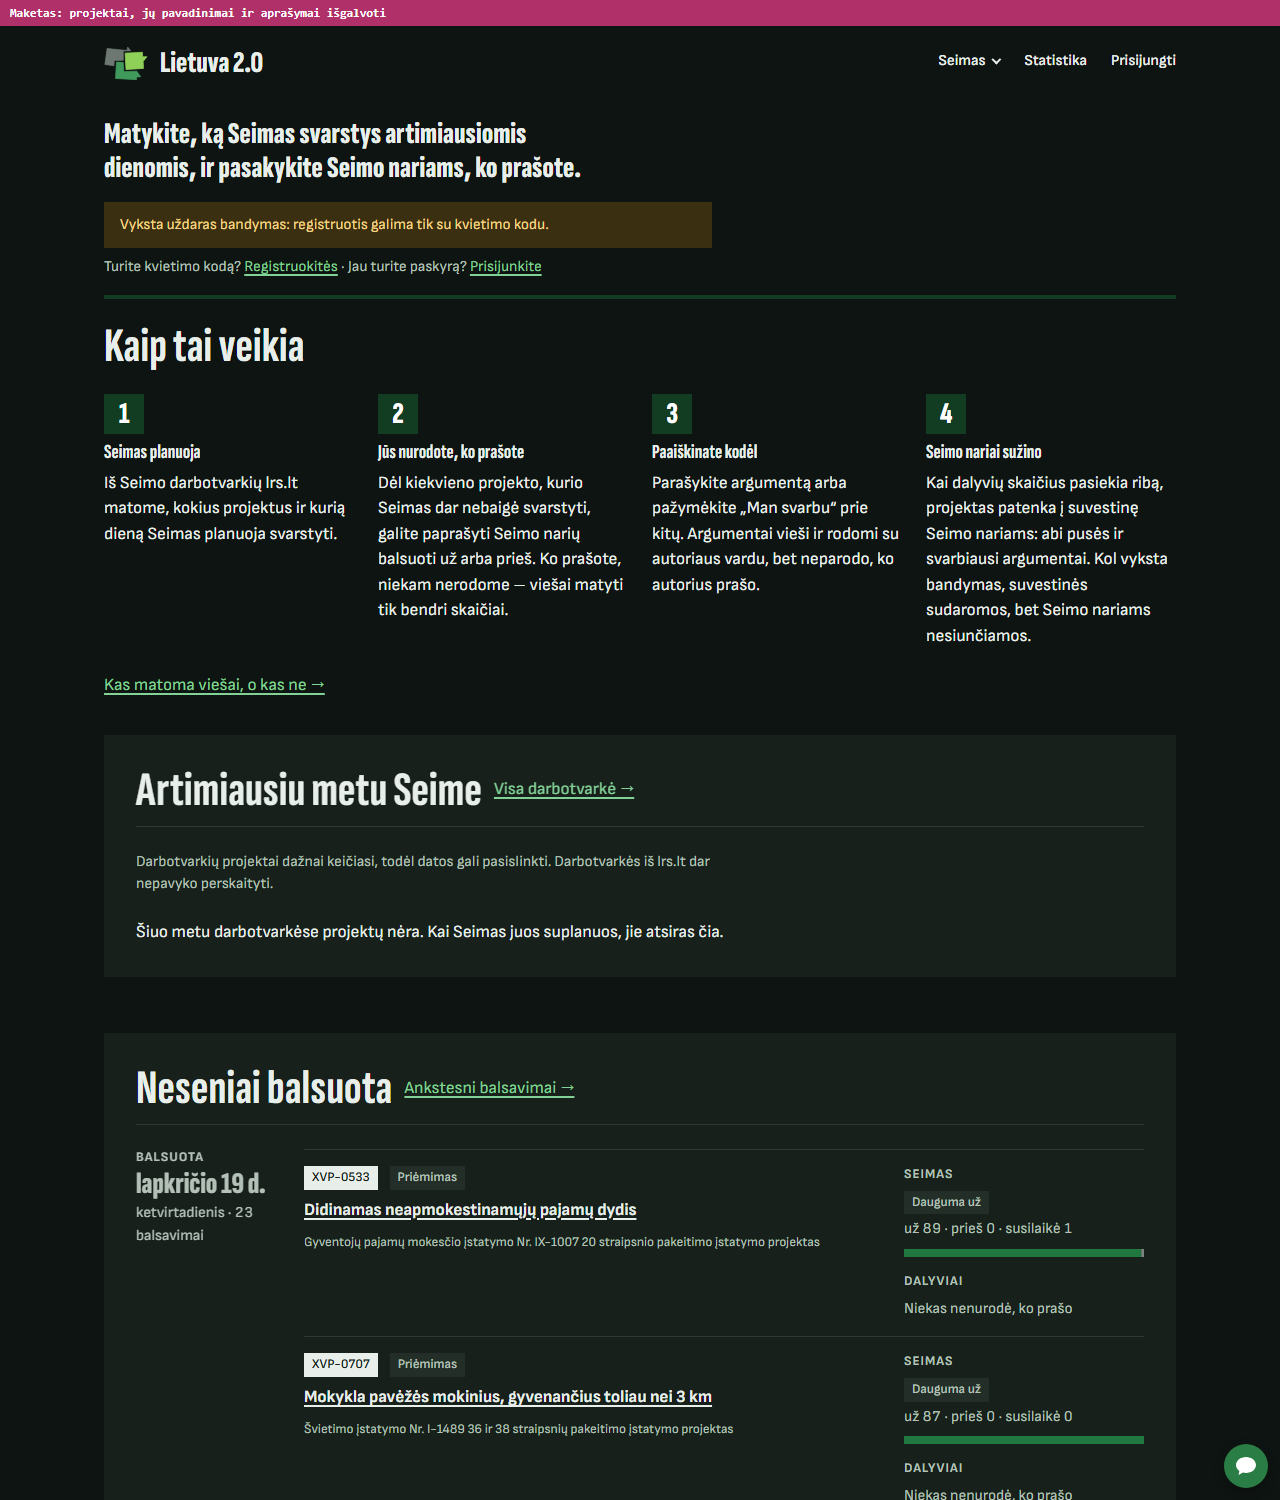 Maketas: projektai, jų pavadinimai ir aprašymai išgalvoti
Lietuva 2.0
Seimas
Statistika
Prisijungti
Matykite, ką Seimas svarstys artimiausiomis
dienomis, ir pasakykite Seimo nariams, ko prašote.
Vyksta uždaras bandymas: registruotis galima tik su kvietimo kodu.
Turite kvietimo kodą? Registruokitės · Jau turite paskyrą? Prisijunkite
Kaip tai veikia
1
Seimas planuoja
Iš Seimo darbotvarkių lrs.lt
matome, kokius projektus ir kurią
dieną Seimas planuoja svarstyti.
2
Jūs nurodote, ko prašote
Dėl kiekvieno projekto, kurio
Seimas dar nebaigė svarstyti,
galite paprašyti Seimo narių
balsuoti už arba prieš. Ko prašote,
niekam nerodome – viešai matyti
tik bendri skaičiai.
3
Paaiškinate kodėl
Parašykite argumentą arba
pažymėkite „Man svarbu“ prie
kitų. Argumentai vieši ir rodomi su
autoriaus vardu, bet neparodo, ko
autorius prašo.
4
Seimo nariai sužino
Kai dalyvių skaičius pasiekia ribą,
projektas patenka į suvestinę
Seimo nariams: abi pusės ir
svarbiausi argumentai. Kol vyksta
bandymas, suvestinės
sudaromos, bet Seimo nariams
nesiunčiamos.
Kas matoma viešai, o kas ne →
Artimiausiu metu Seime
Visa darbotvarkė →
Darbotvarkių projektai dažnai keičiasi, todėl datos gali pasislinkti. Darbotvarkės iš lrs.lt dar
nepavyko perskaityti.
Šiuo metu darbotvarkėse projektų nėra. Kai Seimas juos suplanuos, jie atsiras čia.
Neseniai balsuota
Ankstesni balsavimai →
BALSUOTA
lapkričio 19 d.
ketvirtadienis · 23
balsavimai
XVP-0533
Priėmimas
Didinamas neapmokestinamųjų pajamų dydis
Gyventojų pajamų mokesčio įstatymo Nr. IX-1007 20 straipsnio pakeitimo įstatymo projektas
SEIMAS
Dauguma už
už 89 · prieš 0 · susilaikė 1
DALYVIAI
Niekas nenurodė, ko prašo
XVP-0707
Priėmimas
Mokykla pavėžės mokinius, gyvenančius toliau nei 3 km
Švietimo įstatymo Nr. I-1489 36 ir 38 straipsnių pakeitimo įstatymo projektas
SEIMAS
Dauguma už
už 87 · prieš 0 · susilaikė 0
DALYVIAI
Niekas nenurodė, ko prašo